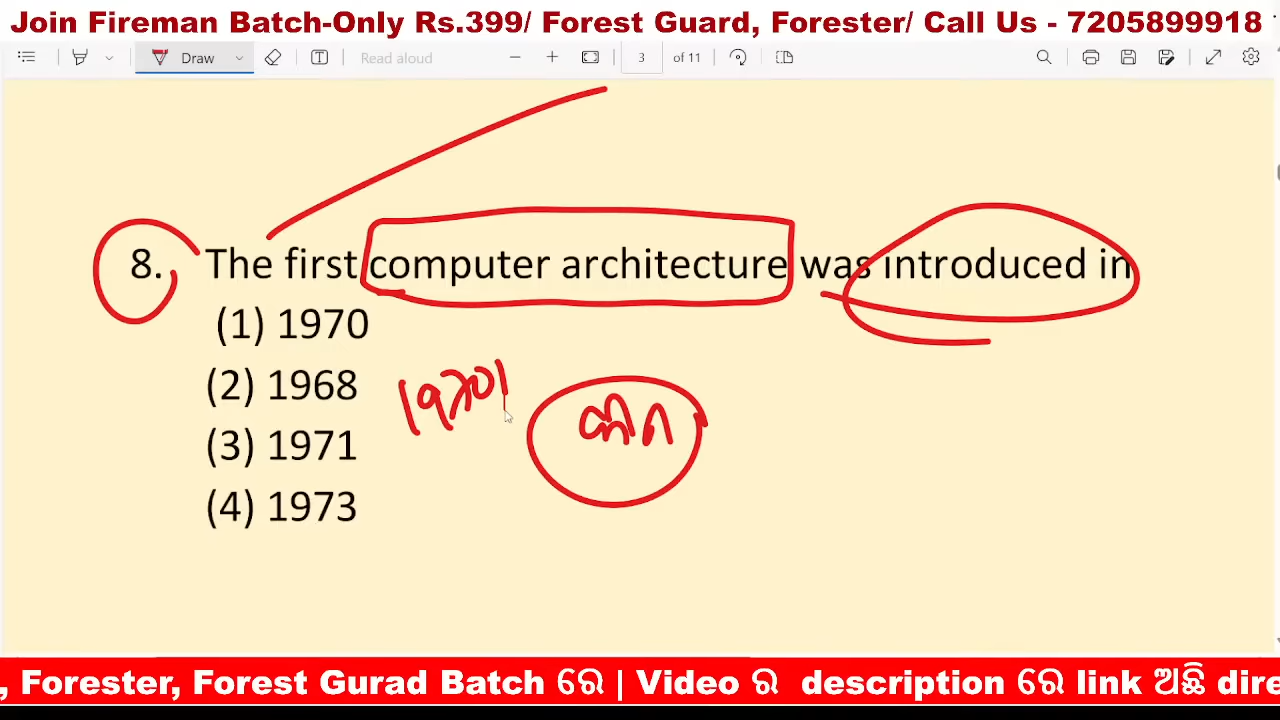 Join Fireman Batch-Only Rs.399/ Forest Guard, Forester/ Call Us - 7205899918
Draw
Read aloud
3 of 11
8. The first computer architecture was introduced in
(1) 1970
(2) 1968
(3) 1971
(4) 1973
1970
, Forester, Forest Gurad Batch ରେ | Video ର description ରେ link ଅଛି dire